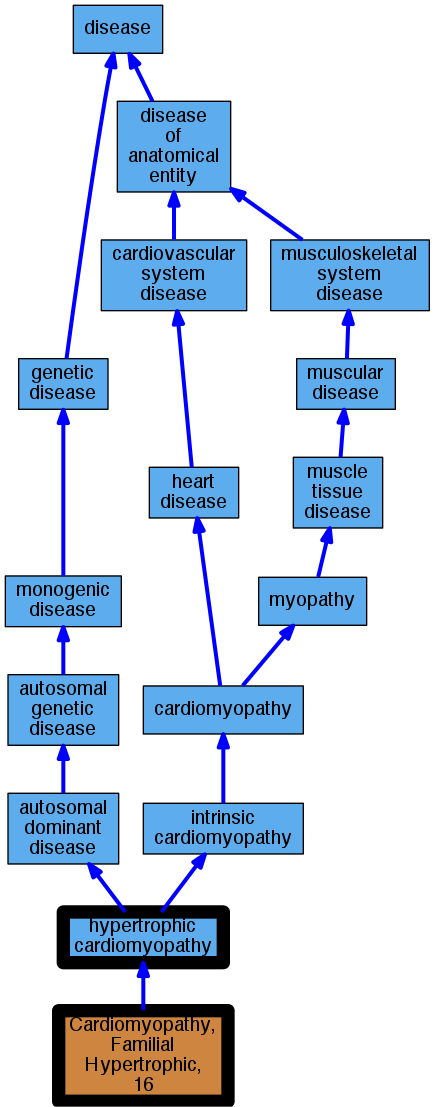 disease
disease
of
anatomical
entity
cardiovascular
system
disease
musculoskeletal
system
disease
genetic
disease
muscular
disease
heart
disease
muscle
tissue
disease
monogenic
disease
myopathy
autosomal
genetic
disease
cardiomyopathy
autosomal
dominant
disease
intrinsic
cardiomyopathy
hypertrophic
cardiomyopathy
Cardiomyopathy,
Familial
Hypertrophic,
16